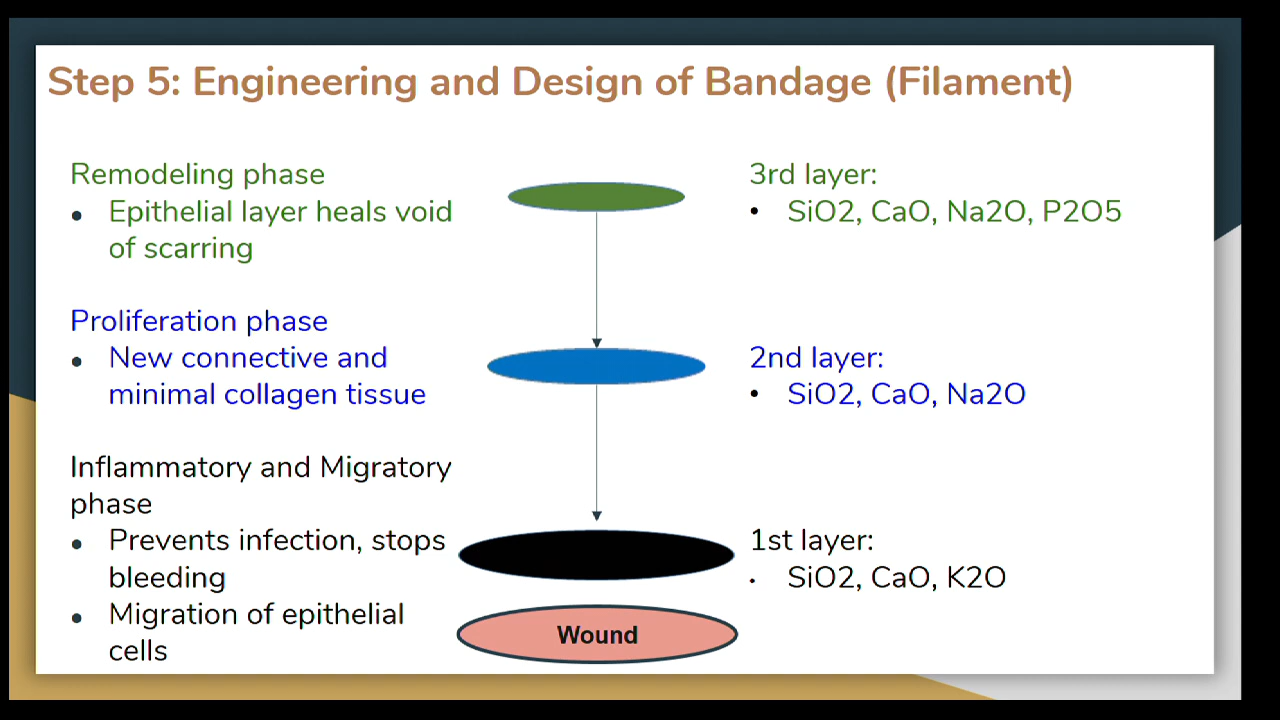 Step 5: Engineering and Design of Bandage (Filament)
Remodeling phase
• Epithelial layer heals void
of scarring
Proliferation phase
• New connective and
minimal collagen tissue
Inflammatory and Migratory
phase
• Prevents infection, stops
bleeding
• Migration of epithelial
cells
Wound
3rd layer:
• SiO2, CaO, Na2O, P2O5
2nd layer:
• SiO2, CaO, Na2O
1st layer:
• SiO2, CaO, K2O